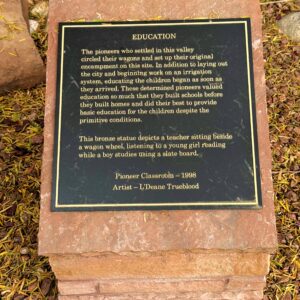 EDUCATION
The pioneers who settled in this valley
circled their wagons and set up their original
encampment on this site. In addition to laying out
the city and beginning work on an irrigation
system, educating the children began as soon as
they arrived. These determined pioneers valued
education so much that they built schools before
they built homes and did their best to provide
basic education for the children despite the
primitive conditions.
This bronze statue depicts a teacher sitting beside
a wagon wheel, listening to a young girl reading
while a boy studies using a slate board.
Pioneer Classroom – 1998
Artist – L'Deane Trueblood